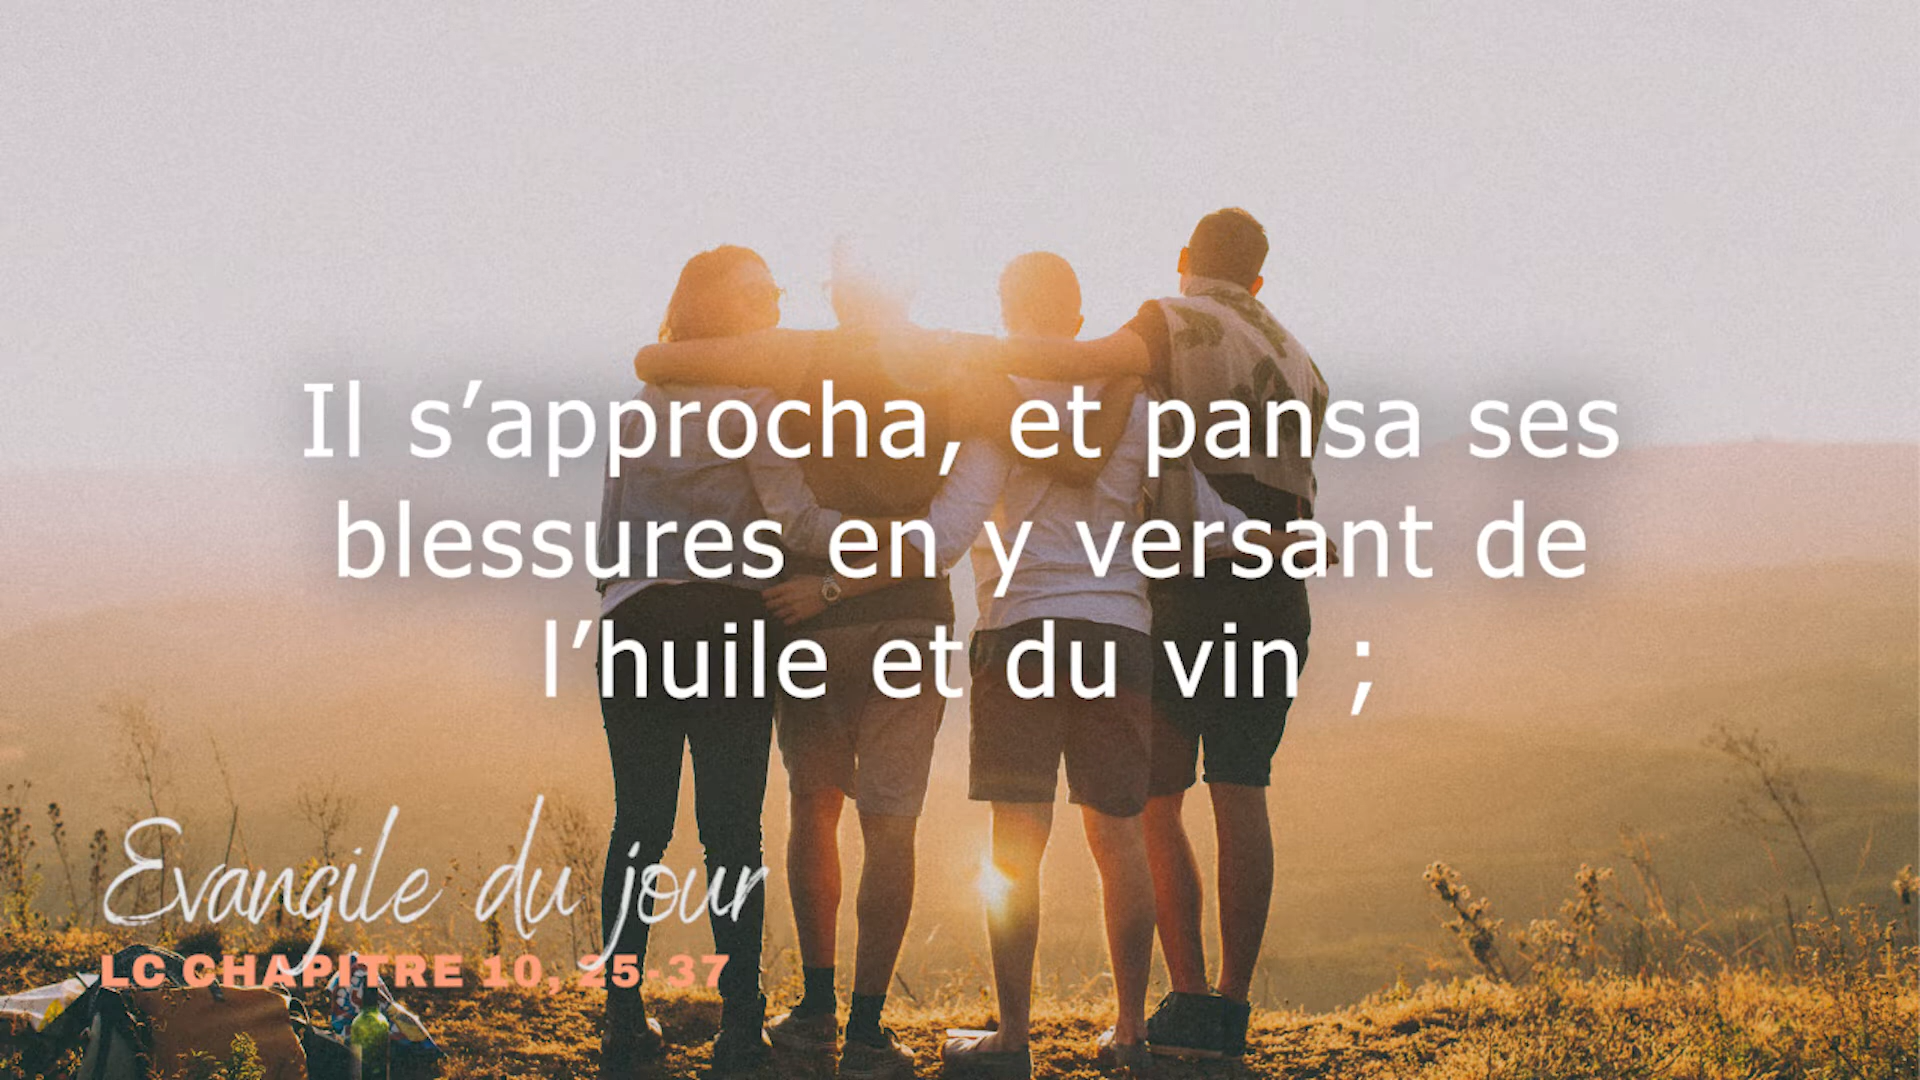 Il s’approcha, et pansa ses
blessures en y versant de
l’huile et du vin ;
Evangile du jour
LC CHAPITRE 10, 25-37